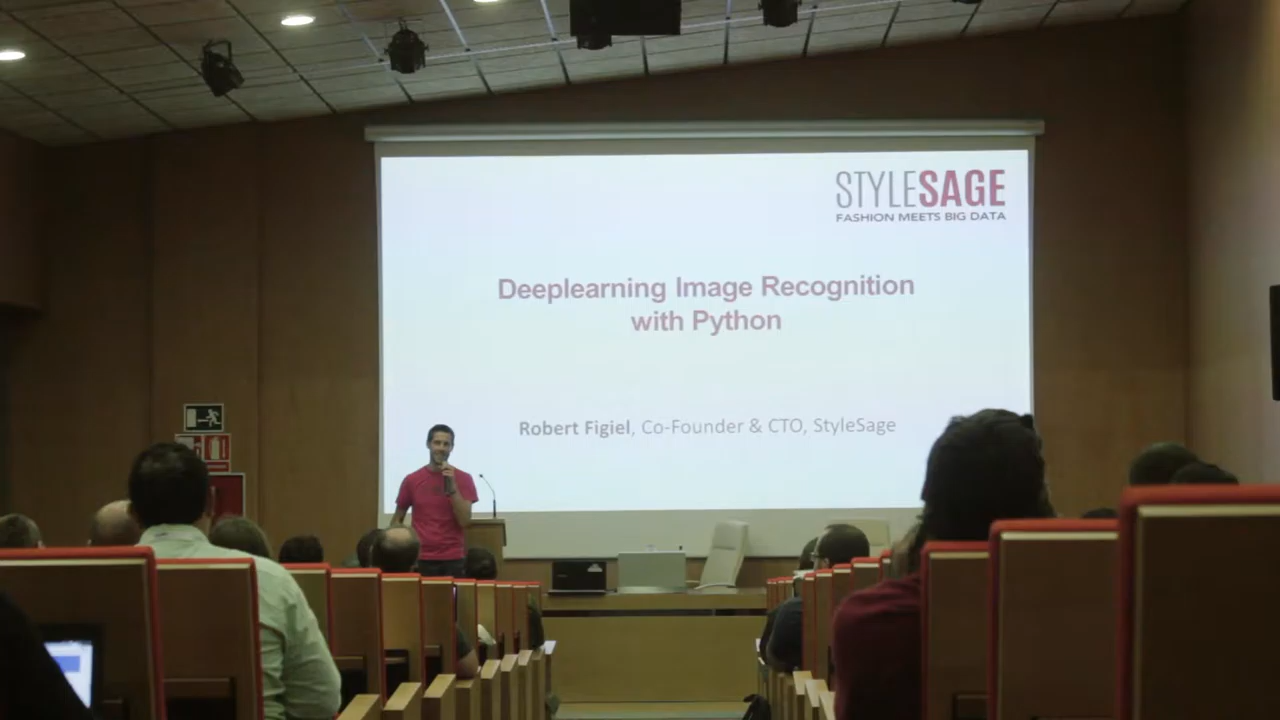 STYLESAGE
FASHION MEETS BIG DATA
Deeplearning Image Recognition
with Python
Robert Figiel, Co-Founder & CTO, StyleSage